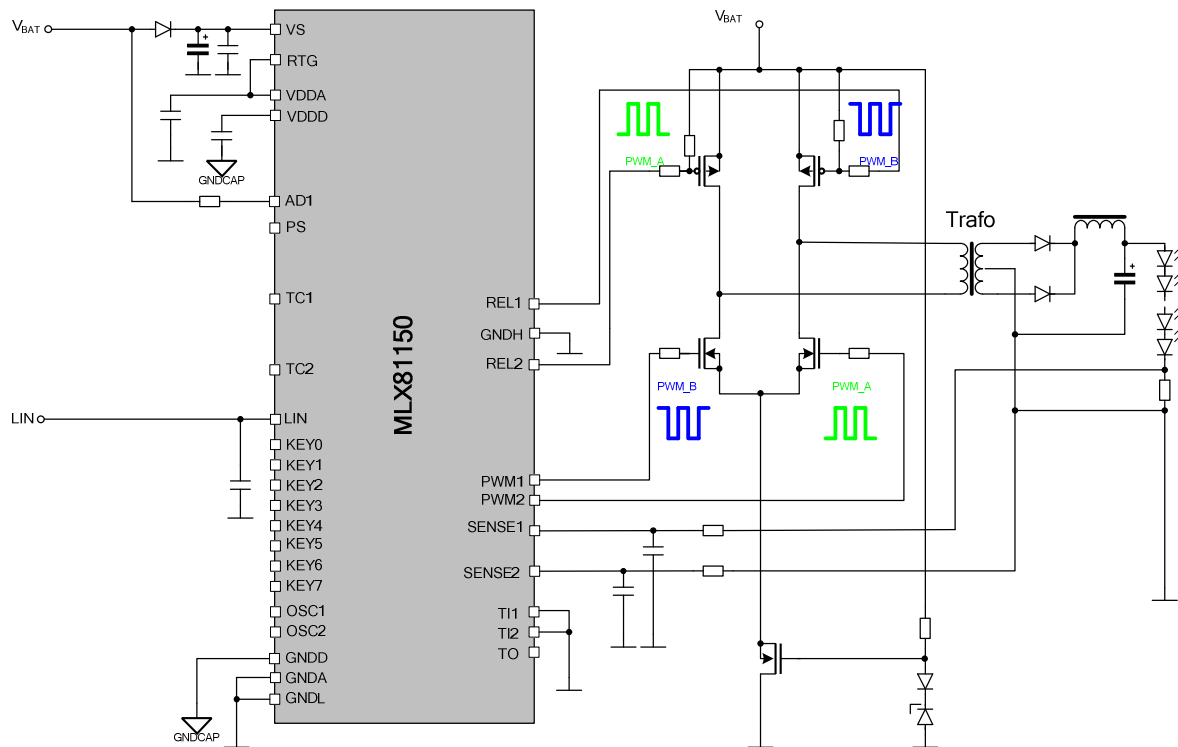 VBAT
VS
RTG
VDDA
VDDD
GNDCAP
AD1
PS
TC1
TC2
LIN
LIN
KEY0
KEY1
KEY2
KEY3
KEY4
KEY5
KEY6
KEY7
OSC1
OSC2
GNDD
GNDA
GNDL
GNDCAP
MLX81150
REL1
GNDH
REL2
PWM1
PWM2
SENSE1
SENSE2
TI1
TI2
TO
VBAT
PWM_A
PWM_B
PWM_B
PWM_A
Trafo
+
+